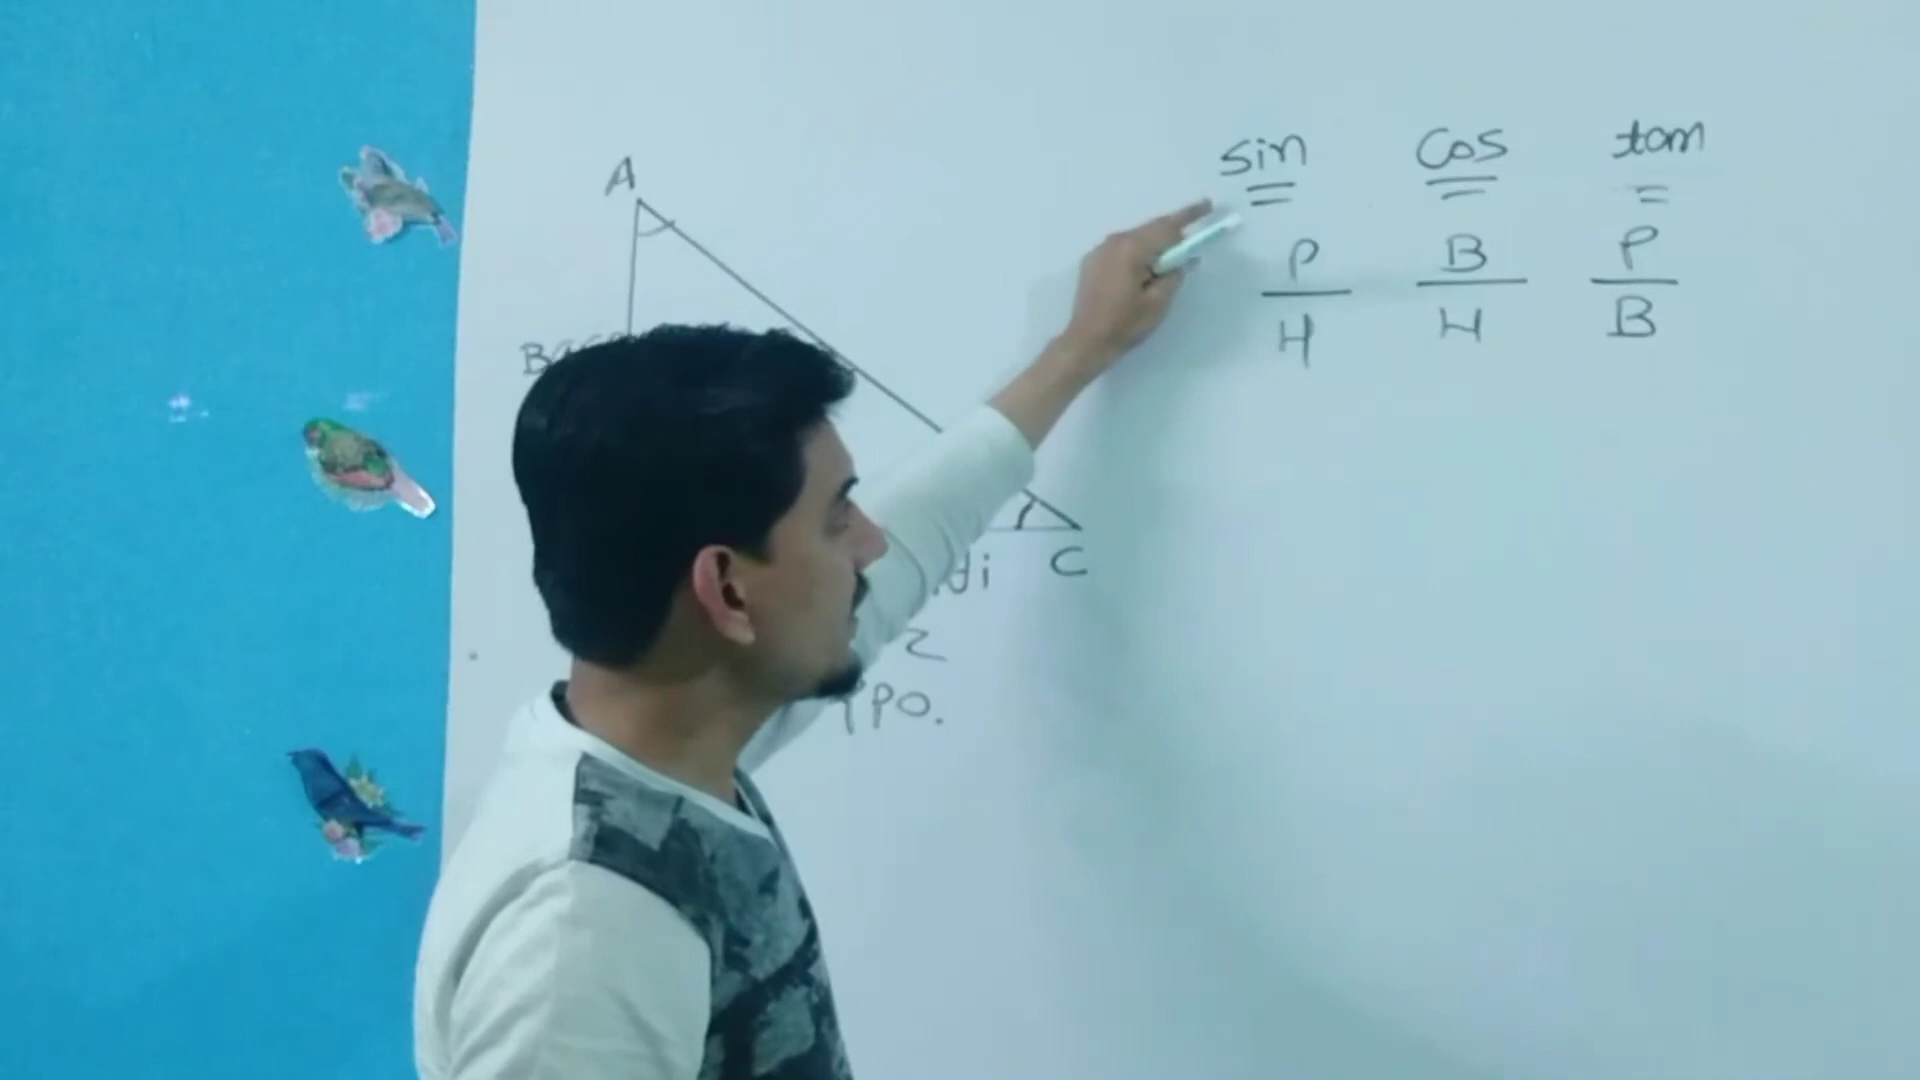 A
sin cos tan
P B P
H H B
C